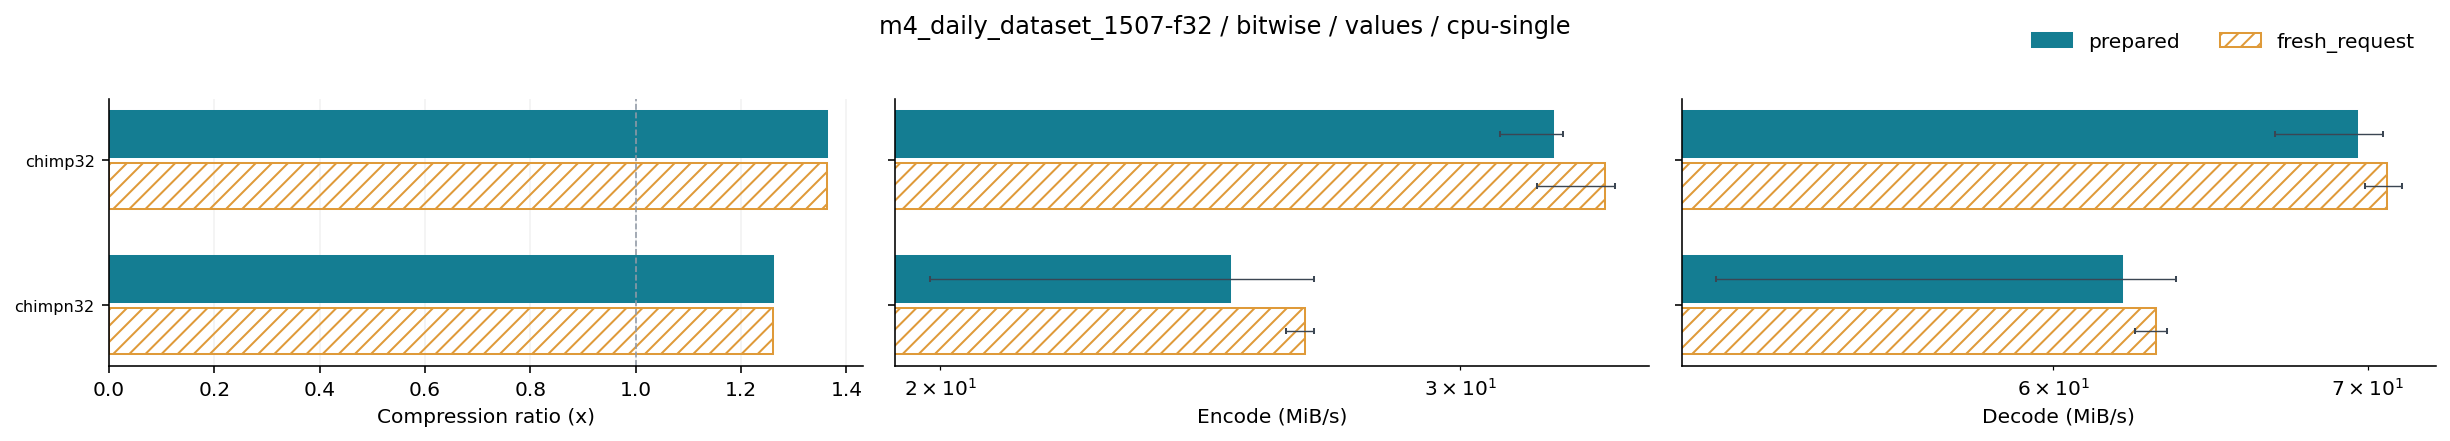 m4_daily_dataset_1507-f32 / bitwise / values / cpu-single
prepared
fresh_request
chimp32
chimpn32
0.0 0.2 0.4 0.6 0.8 1.0 1.2 1.4
Compression ratio (x)
2 × 10¹ 3 × 10¹
Encode (MiB/s)
6 × 10¹ 7 × 10¹
Decode (MiB/s)